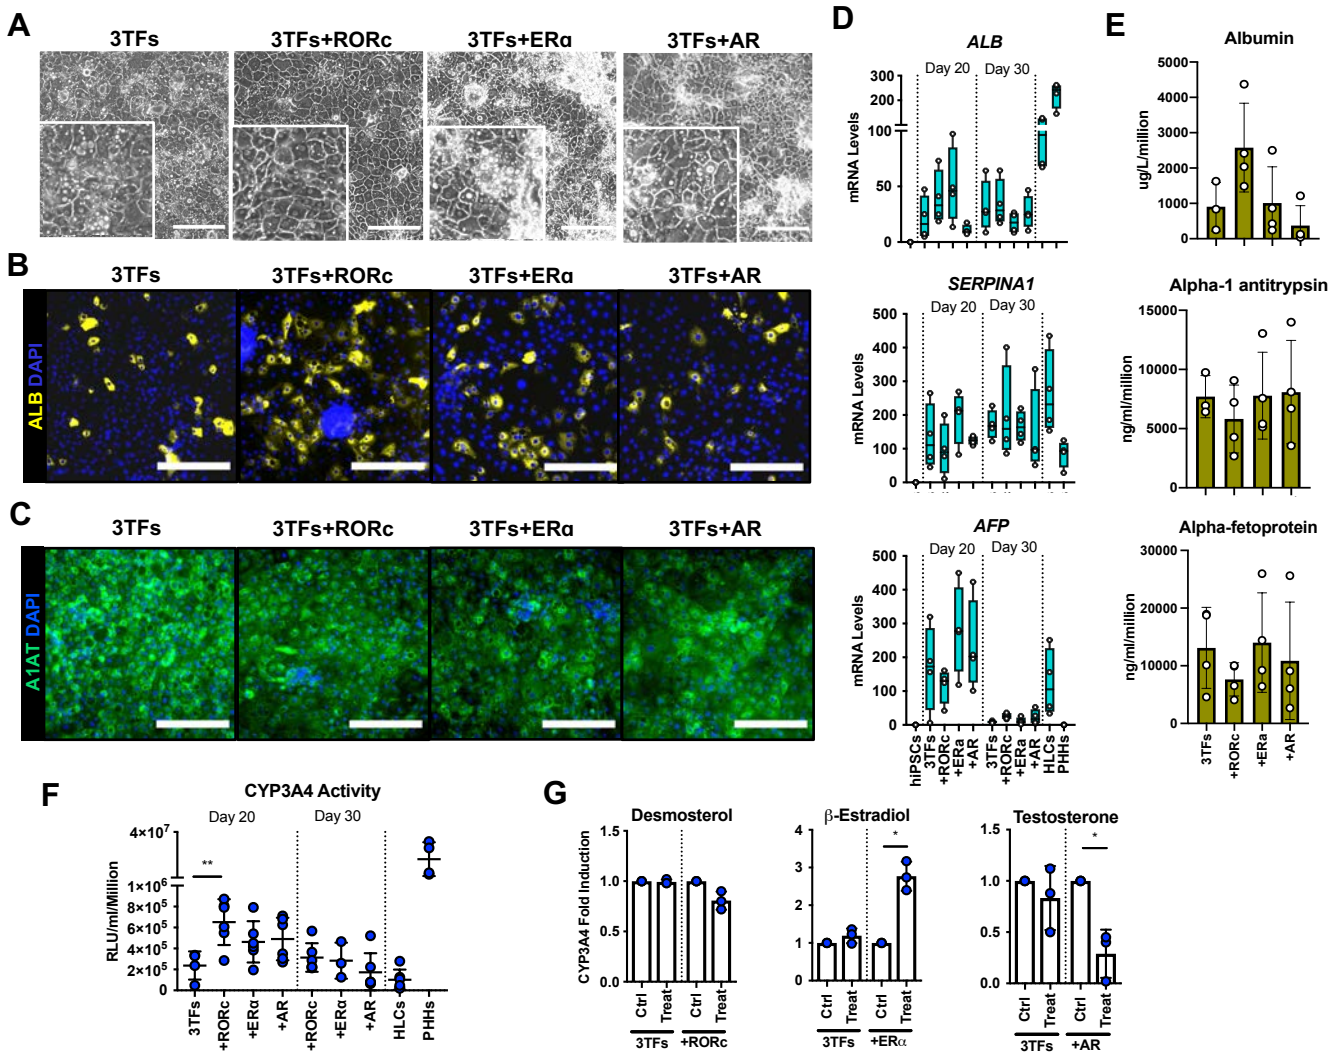 A
3TFs
3TFs+RORc
3TFs+ERα
3TFs+AR
B
3TFs
3TFs+RORc
3TFs+ERα
3TFs+AR
ALB DAPI
C
3TFs
3TFs+RORc
3TFs+ERα
3TFs+AR
A1AT DAPI
D
ALB
Day 20
Day 30
mRNA Levels
300
200
100
50
0
SERPINA1
Day 20
Day 30
mRNA Levels
500
400
300
200
100
0
AFP
Day 20
Day 30
mRNA Levels
500
400
300
200
100
0
hiPSCs
3TFs
+RORc
+ERa
+AR
3TFs
+RORc
+ERa
+AR
HLCs
PHHs
E
Albumin
ug/L/million
5000
4000
3000
2000
1000
0
Alpha-1 antitrypsin
ng/ml/million
15000
10000
5000
0
Alpha-fetoprotein
ng/ml/million
30000
20000
10000
0
3TFs
+RORc
+ERa
+AR
F
CYP3A4 Activity
Day 20
Day 30
RLU/ml/Million
4×10⁷
1×10⁶
8×10⁵
6×10⁵
4×10⁵
2×10⁵
0
**
3TFs
+RORc
+ERα
+AR
+RORc
+ERα
+AR
HLCs
PHHs
G
Desmosterol
CYP3A4 Fold Induction
1.5
1.0
0.5
0.0
Ctrl
Treat
Ctrl
Treat
3TFs
+RORc
β-Estradiol
4
3
2
1
0
*
Ctrl
Treat
Ctrl
Treat
3TFs
+ERα
Testosterone
1.5
1.0
0.5
0.0
*
Ctrl
Treat
Ctrl
Treat
3TFs
+AR